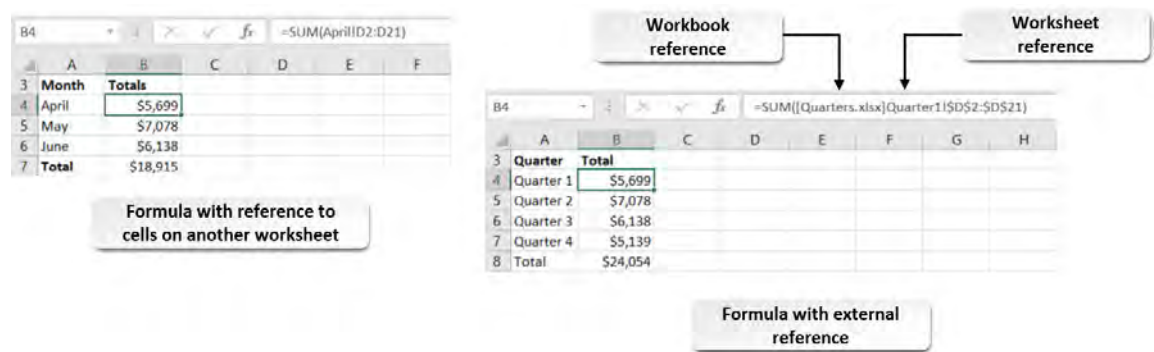 B4 fx =SUM(April!D2:D21)
A B C D E F
3 Month Totals
4 April $5,699
5 May $7,078
6 June $6,138
7 Total $18,915
Formula with reference to
cells on another worksheet
Workbook
reference
Worksheet
reference
B4 fx =SUM([Quarters.xlsx]Quarter1!$D$2:$D$21)
A B C D E F G H
3 Quarter Total
4 Quarter 1 $5,699
5 Quarter 2 $7,078
6 Quarter 3 $6,138
7 Quarter 4 $5,139
8 Total $24,054
Formula with external
reference